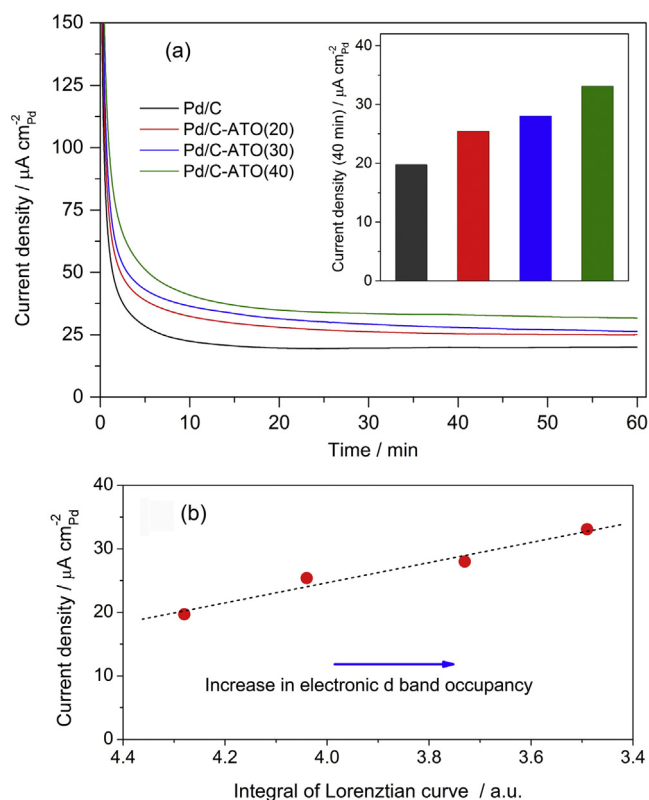 (a)
Pd/C
Pd/C-ATO(20)
Pd/C-ATO(30)
Pd/C-ATO(40)
Current density / μA cm⁻²Pd
150
125
100
75
50
25
0
0 10 20 30 40 50 60
Time / min
Current density (40 min) / μA cm⁻²Pd
40
30
20
10
0
(b)
Current density / μA cm⁻²Pd
40
30
20
10
0
Increase in electronic d band occupancy
4.4 4.2 4.0 3.8 3.6 3.4
Integral of Lorenztian curve / a.u.